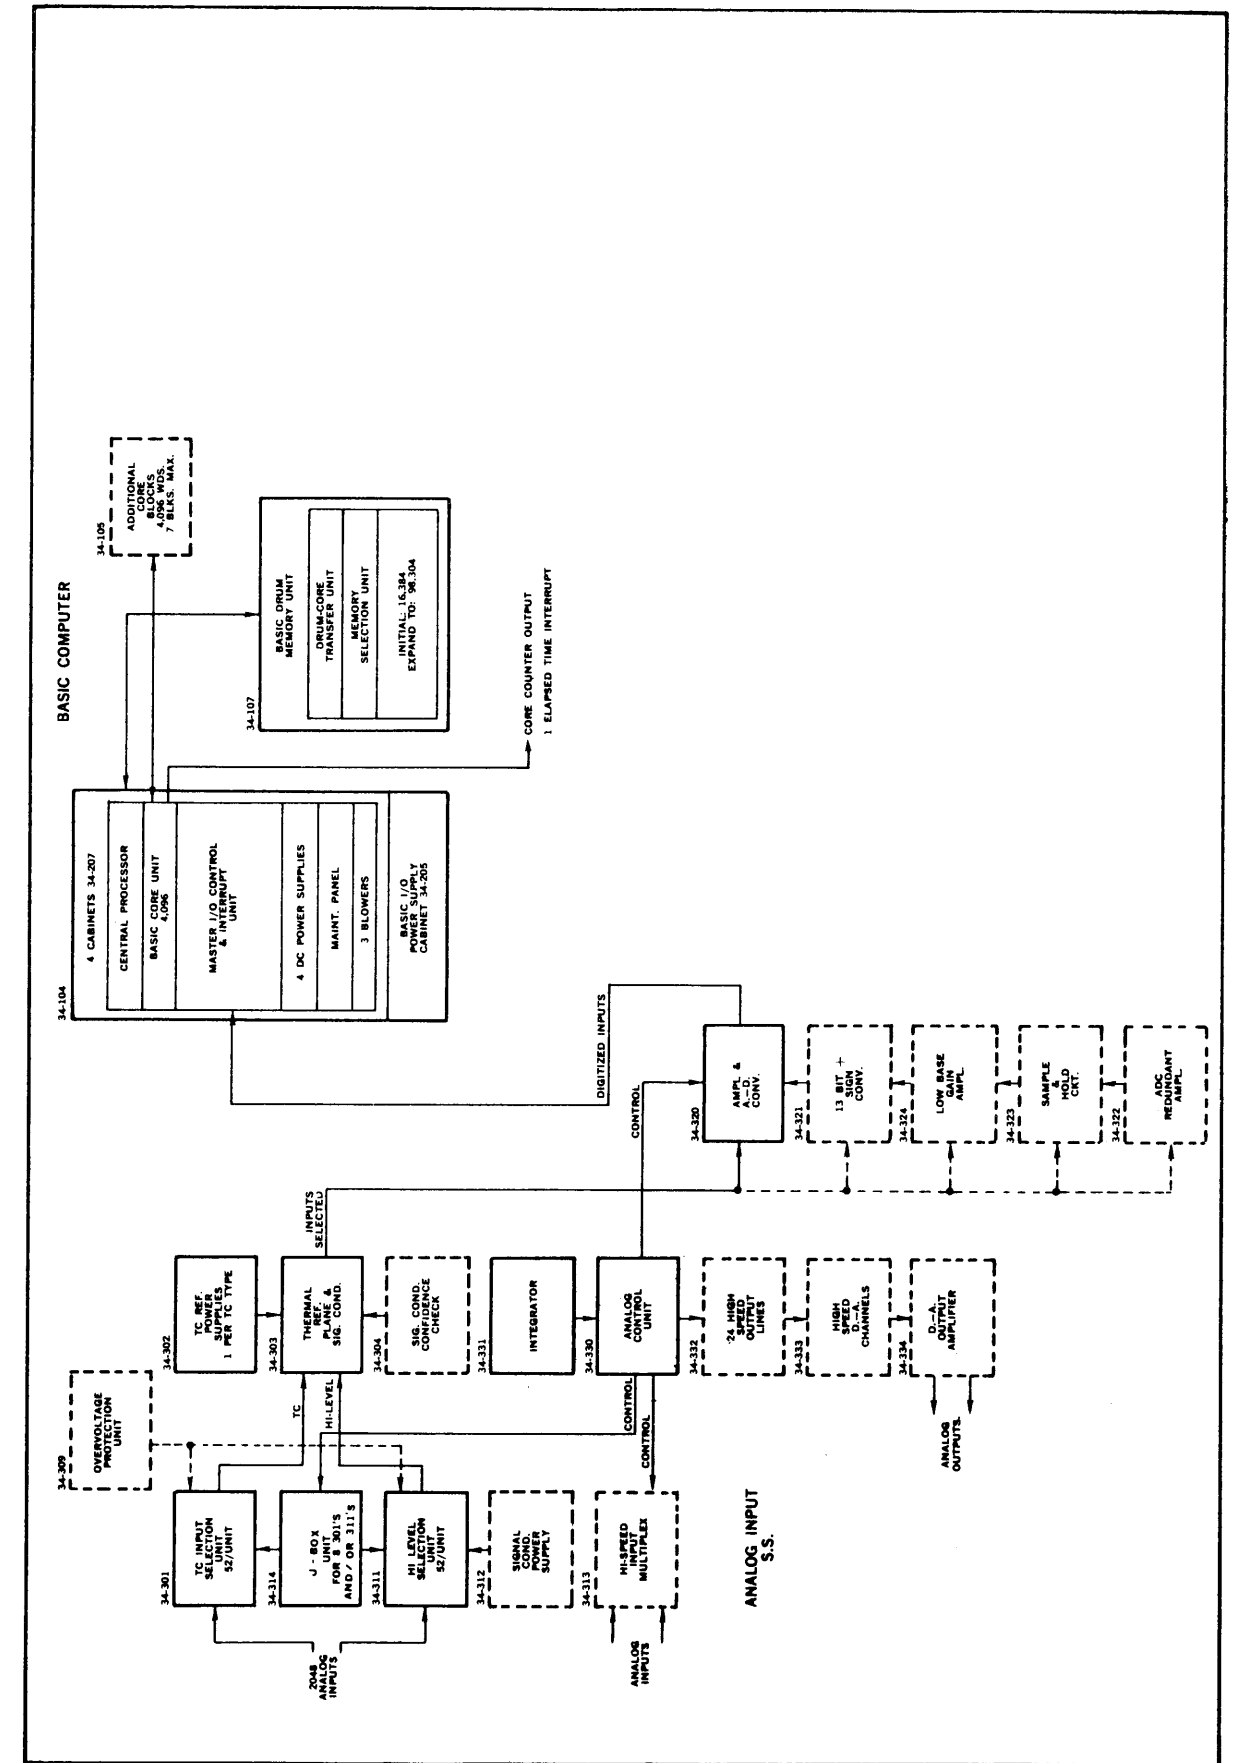 BASIC COMPUTER
34-104
4 CABINETS 34-207
CENTRAL PROCESSOR
BASIC CORE UNIT
4,096
MASTER I/O CONTROL
& INTERRUPT
UNIT
4 DC POWER SUPPLIES
MAINT. PANEL
3 BLOWERS
BASIC I/O
POWER SUPPLY
CABINET 34-205
34-105
ADDITIONAL
CORE
BLOCKS
4,096 WDS.
7 BLKS. MAX.
34-107
BASIC DRUM
MEMORY UNIT
DRUM-CORE
TRANSFER UNIT
MEMORY
SELECTION UNIT
INITIAL: 16,384
EXPAND TO: 98,304
CORE COUNTER OUTPUT
1 ELAPSED TIME INTERRUPT
34-309
OVERVOLTAGE
PROTECTION
UNIT
34-301
TC INPUT
SELECTION
UNIT
52/UNIT
34-314
J - BOX
UNIT
FOR 8 301'S
AND / OR 311'S
34-311
HI LEVEL
SELECTION
UNIT
52/UNIT
34-312
SIGNAL
COND.
POWER
SUPPLY
34-313
HI-SPEED
INPUT
MULTIPLEX
2048
ANALOG
INPUTS
ANALOG
INPUTS
TC
HI-LEVEL
CONTROL
CONTROL
34-302
TC REF.
POWER
SUPPLIES
1 PER TC TYPE
34-303
THERMAL
REF.
PLANE &
SIG. COND.
34-304
SIG. COND.
CONFIDENCE
CHECK
34-331
INTEGRATOR
34-330
ANALOG
CONTROL
UNIT
34-332
24 HIGH
SPEED
OUTPUT
LINES
34-333
HIGH
SPEED
D.-A.
CHANNELS
34-334
D.-A.
OUTPUT
AMPLIFIER
ANALOG
OUTPUTS.
INPUTS
SELECTED
CONTROL
DIGITIZED INPUTS
34-320
AMPL &
A.-D.
CONV.
34-321
13 BIT +
SIGN
CONV.
34-324
LOW BASE
GAIN
AMPL.
34-323
SAMPLE
&
HOLD
CKT.
34-322
ADC
REDUNDANT
AMPL.
ANALOG INPUT
S.S.